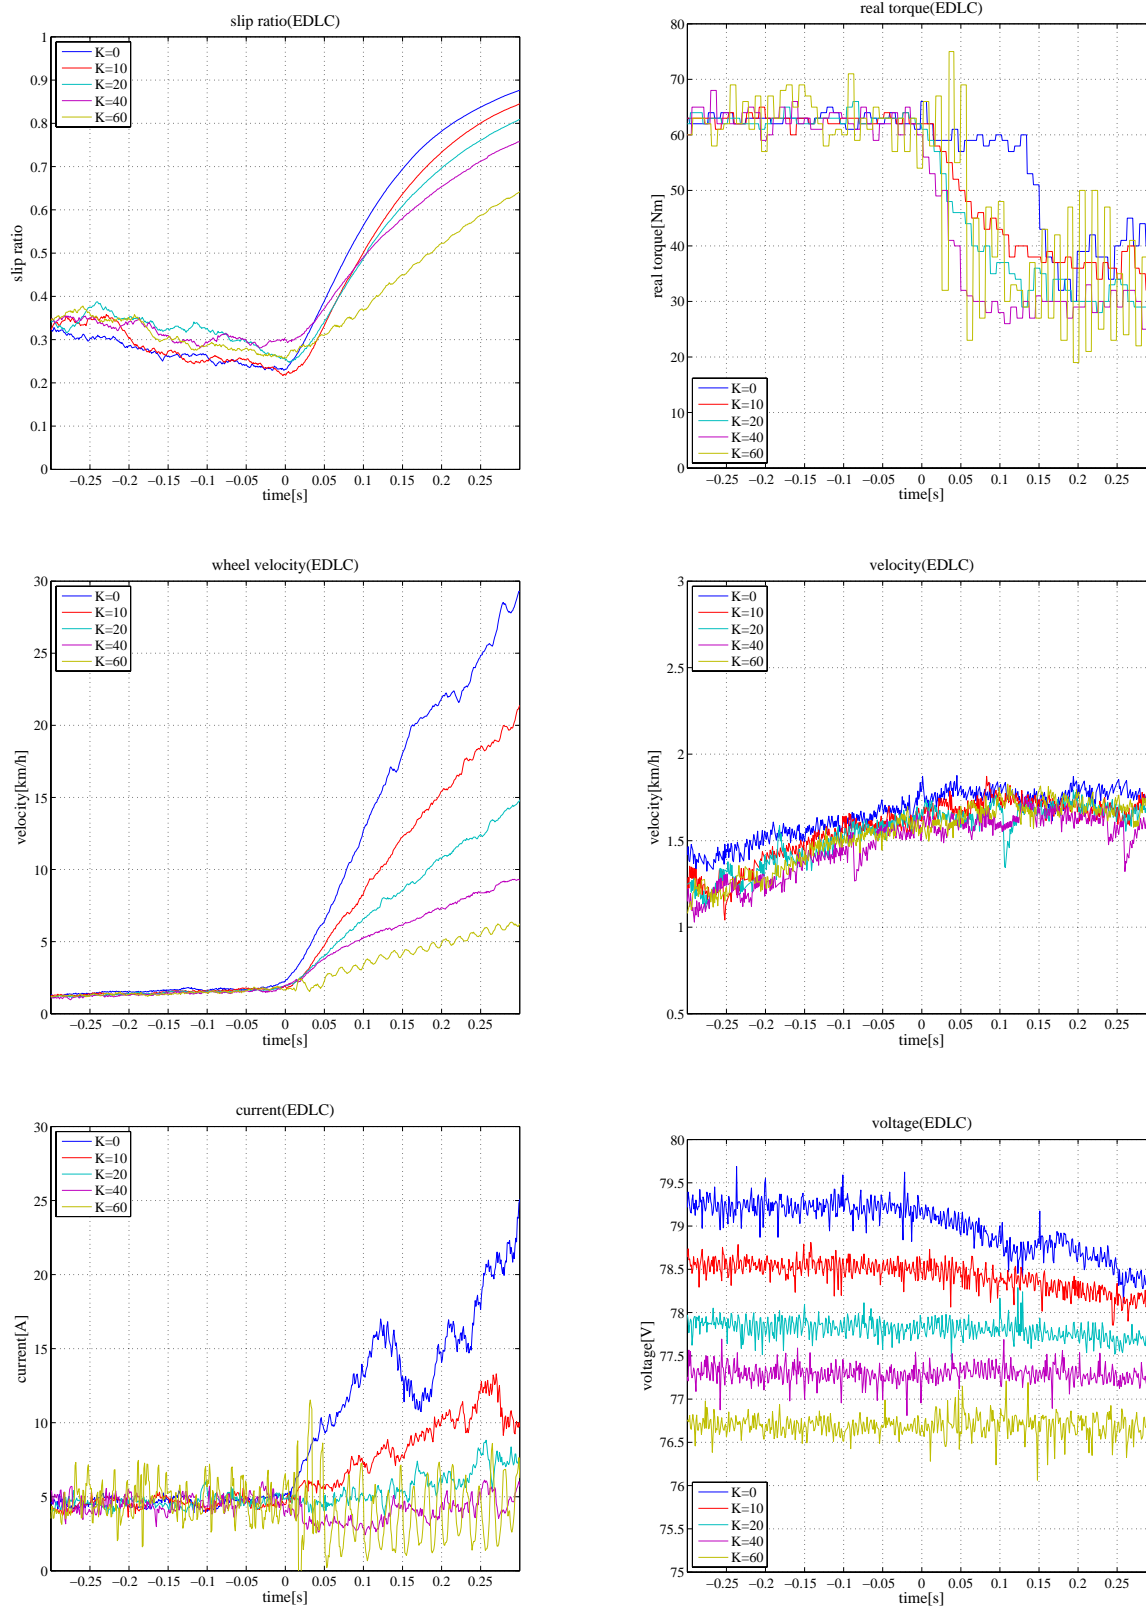 slip ratio(EDLC)
1
0.9
0.8
0.7
0.6
0.5
0.4
0.3
0.2
0.1
0
slip ratio
K=0
K=10
K=20
K=40
K=60
−0.25 −0.2 −0.15 −0.1 −0.05 0 0.05 0.1 0.15 0.2 0.25
time[s]
real torque(EDLC)
80
70
60
50
40
30
20
10
0
real torque[Nm]
K=0
K=10
K=20
K=40
K=60
−0.25 −0.2 −0.15 −0.1 −0.05 0 0.05 0.1 0.15 0.2 0.25
time[s]
wheel velocity(EDLC)
30
25
20
15
10
5
0
velocity[km/h]
K=0
K=10
K=20
K=40
K=60
−0.25 −0.2 −0.15 −0.1 −0.05 0 0.05 0.1 0.15 0.2 0.25
time[s]
velocity(EDLC)
3
2.5
2
1.5
1
0.5
velocity[km/h]
K=0
K=10
K=20
K=40
K=60
−0.25 −0.2 −0.15 −0.1 −0.05 0 0.05 0.1 0.15 0.2 0.25
time[s]
current(EDLC)
30
25
20
15
10
5
0
current[A]
K=0
K=10
K=20
K=40
K=60
−0.25 −0.2 −0.15 −0.1 −0.05 0 0.05 0.1 0.15 0.2 0.25
time[s]
voltage(EDLC)
80
79.5
79
78.5
78
77.5
77
76.5
76
75.5
75
voltage[V]
K=0
K=10
K=20
K=40
K=60
−0.25 −0.2 −0.15 −0.1 −0.05 0 0.05 0.1 0.15 0.2 0.25
time[s]